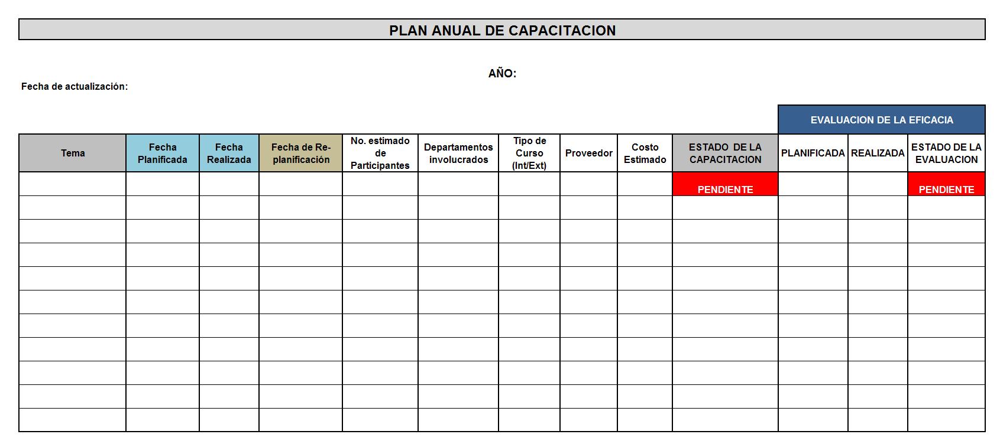 PLAN ANUAL DE CAPACITACION
AÑO:
Fecha de actualización:
EVALUACION DE LA EFICACIA
Tema
Fecha
Planificada
Fecha
Realizada
Fecha de Re-
planificación
No. estimado
de
Participantes
Departamentos
involucrados
Tipo de
Curso
(Int/Ext)
Proveedor
Costo
Estimado
ESTADO DE LA
CAPACITACION
PLANIFICADA
REALIZADA
ESTADO DE LA
EVALUACION
PENDIENTE
PENDIENTE